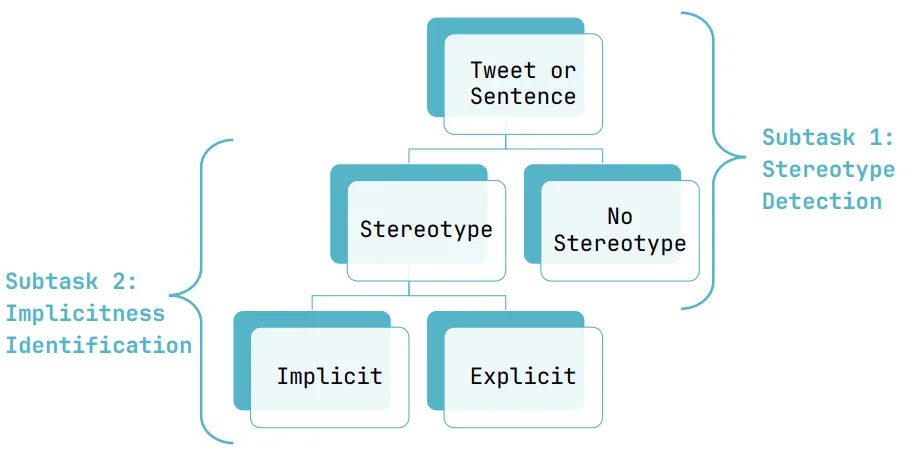 Tweet or
Sentence
Subtask 1:
Stereotype
Detection
Stereotype
No
Stereotype
Subtask 2:
Implicitness
Identification
Implicit
Explicit